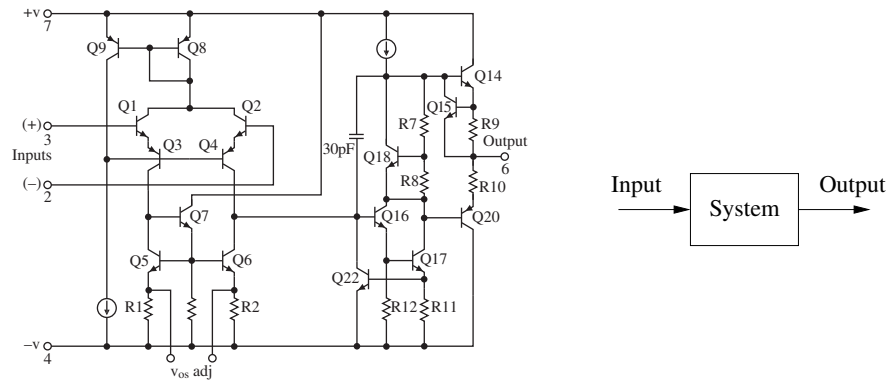 +v
7
Q9
Q8
Q14
Q1
Q2
Q15
(+)
3
R7
R9
Q3
Q4
Output
6
Inputs
30pF
Q18
(−)
2
R8
R10
Q7
Q16
Q20
Q5
Q6
Q17
Q22
R1
R2
R12
R11
−v
4
vos adj
Input
System
Output